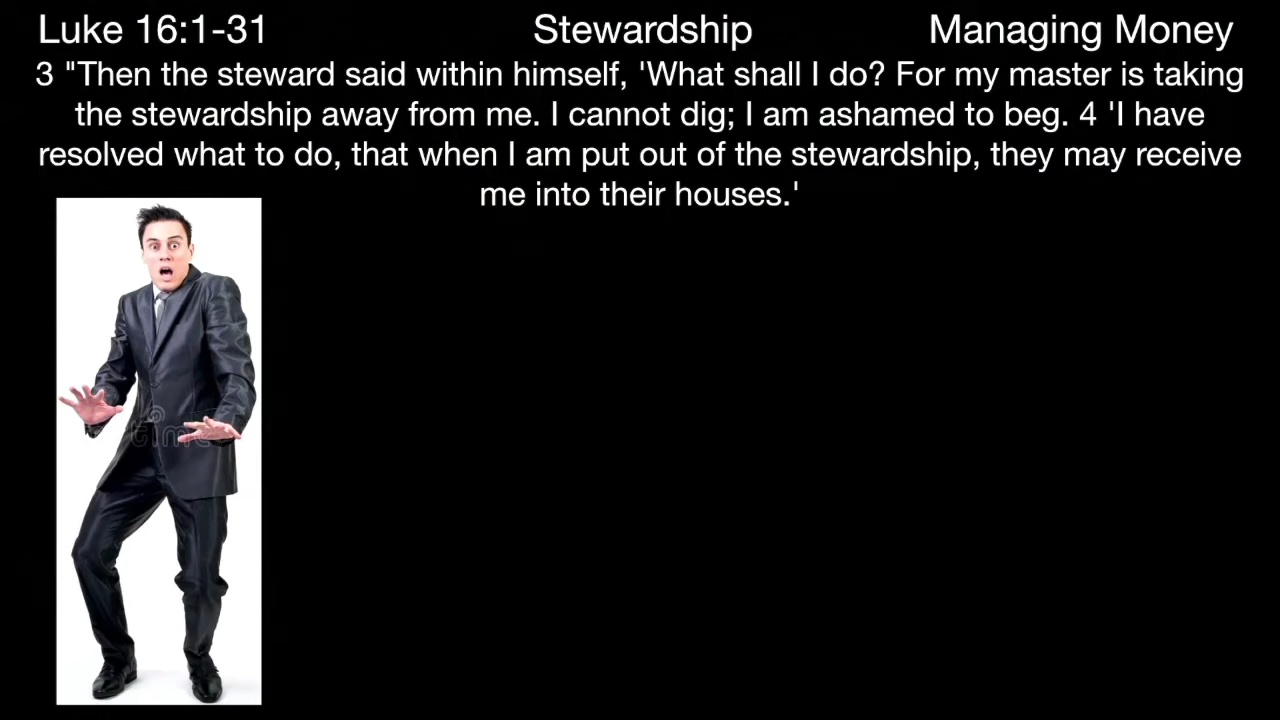 Luke 16:1-31 Stewardship Managing Money
3 "Then the steward said within himself, 'What shall I do? For my master is taking
the stewardship away from me. I cannot dig; I am ashamed to beg. 4 'I have
resolved what to do, that when I am put out of the stewardship, they may receive
me into their houses.'